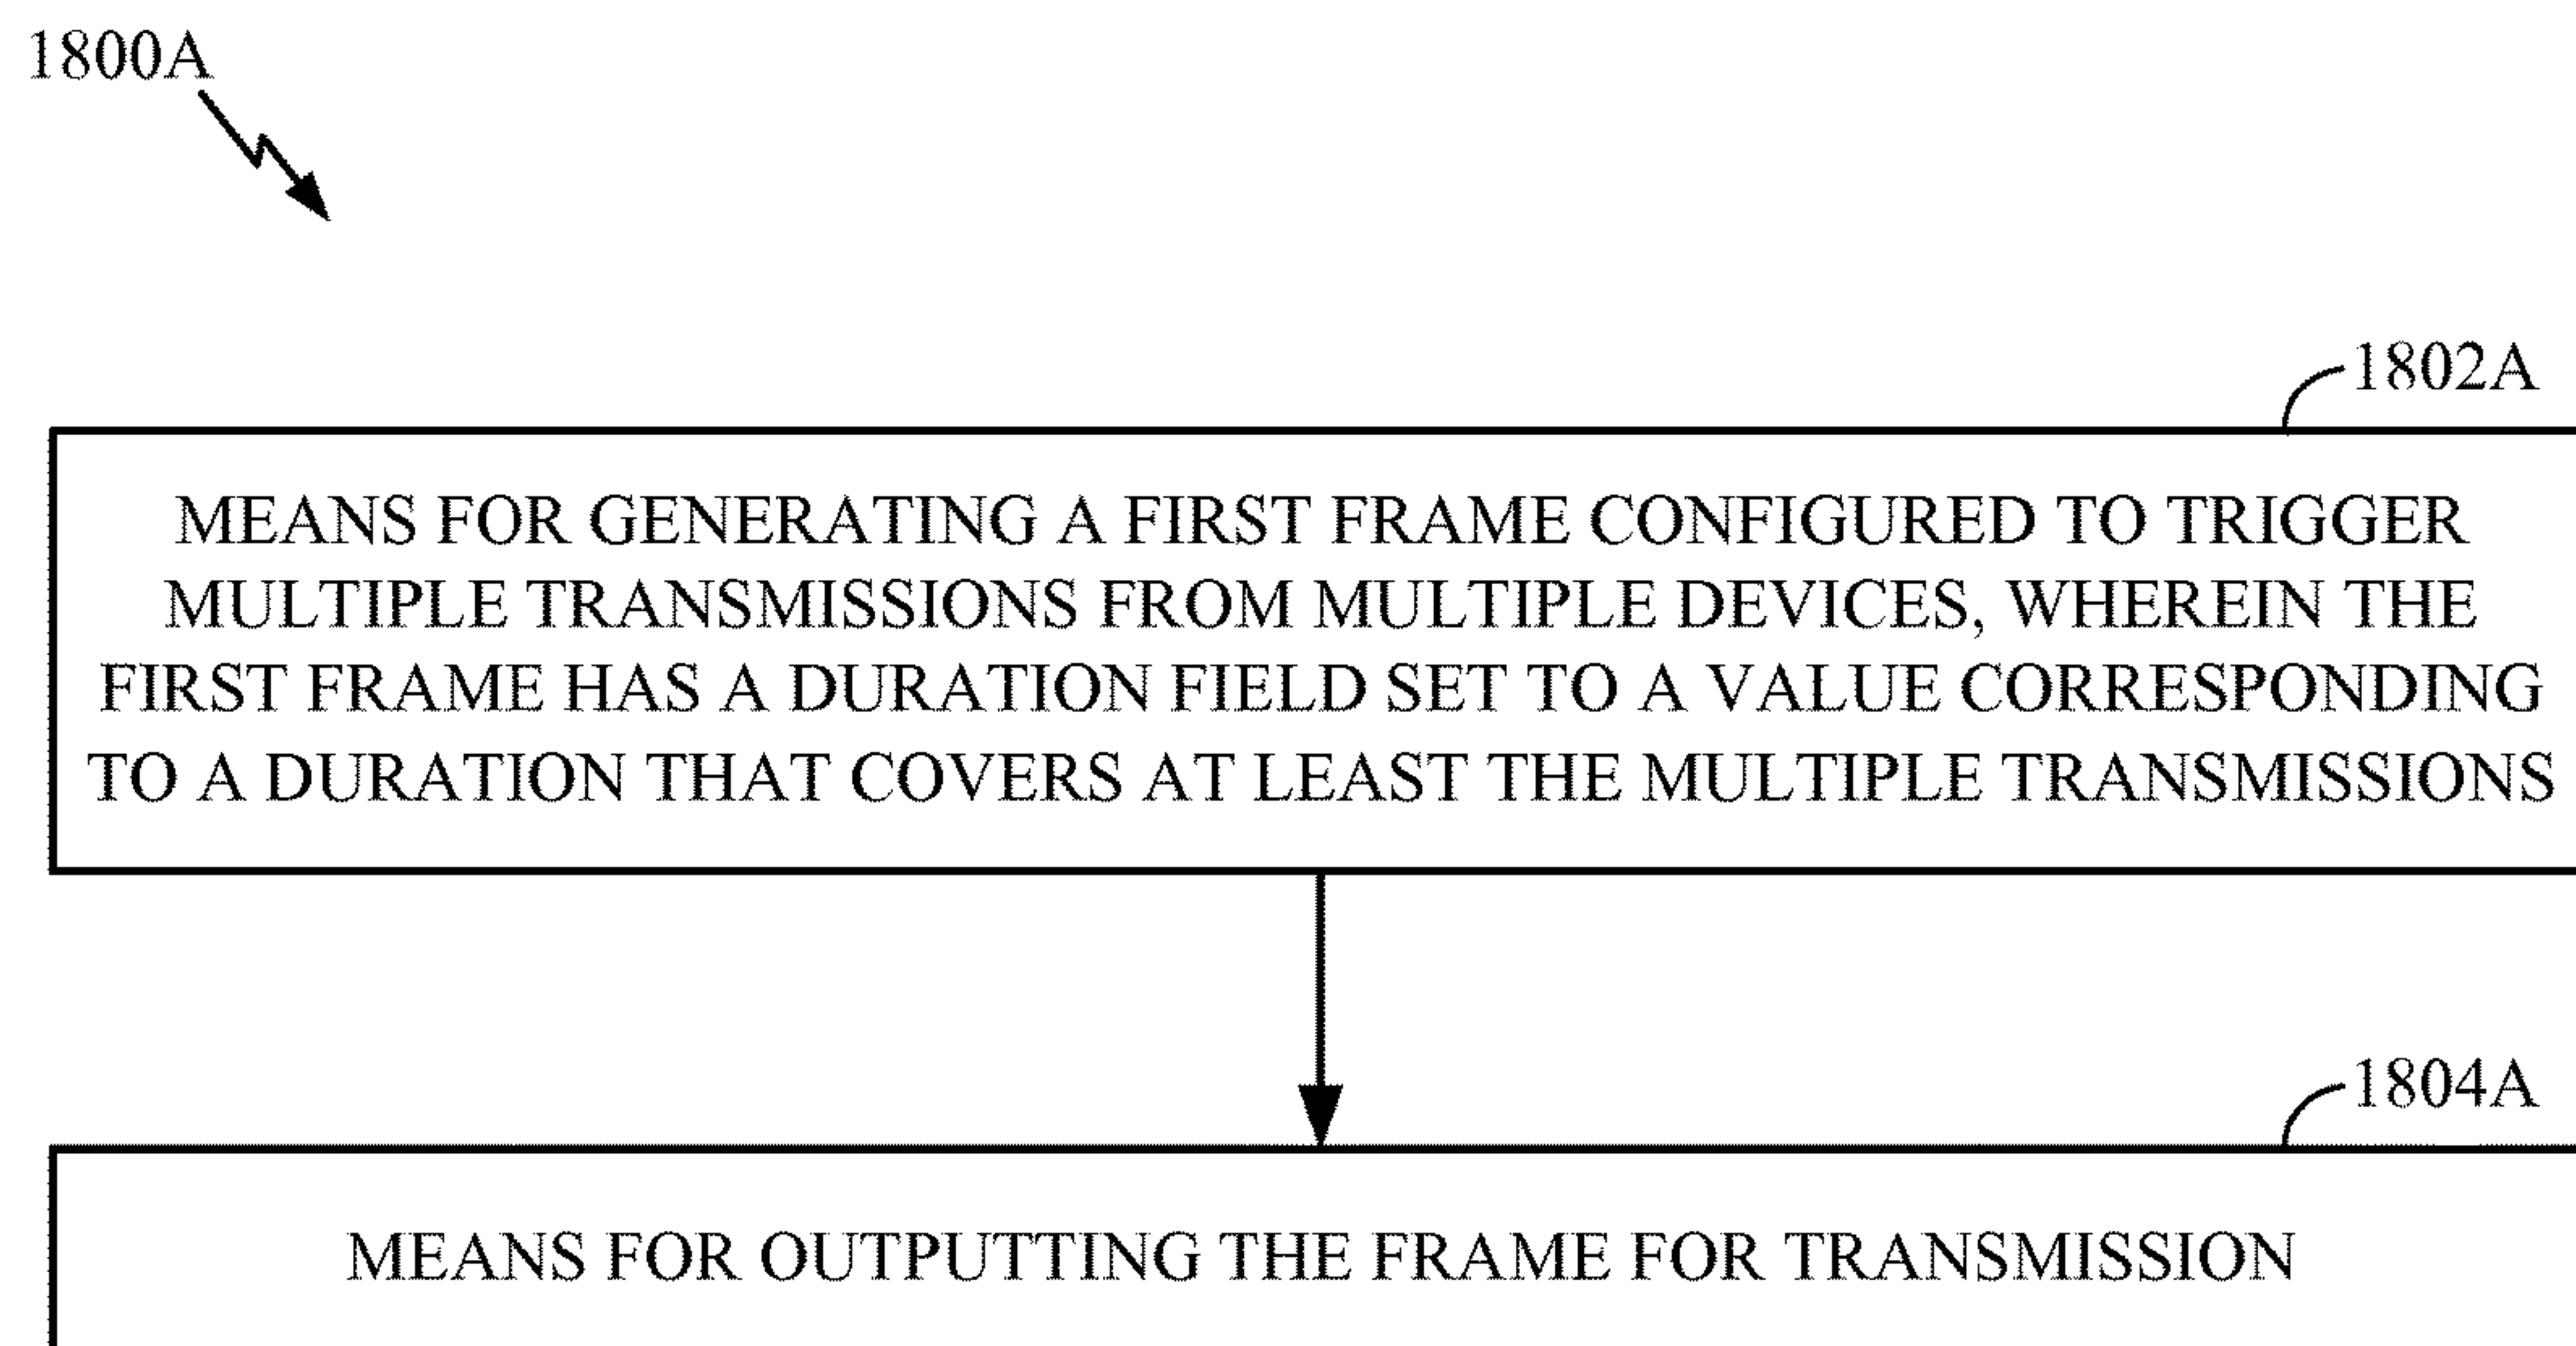 1800A
1802A
MEANS FOR GENERATING A FIRST FRAME CONFIGURED TO TRIGGER
MULTIPLE TRANSMISSIONS FROM MULTIPLE DEVICES, WHEREIN THE
FIRST FRAME HAS A DURATION FIELD SET TO A VALUE CORRESPONDING
TO A DURATION THAT COVERS AT LEAST THE MULTIPLE TRANSMISSIONS
1804A
MEANS FOR OUTPUTTING THE FRAME FOR TRANSMISSION